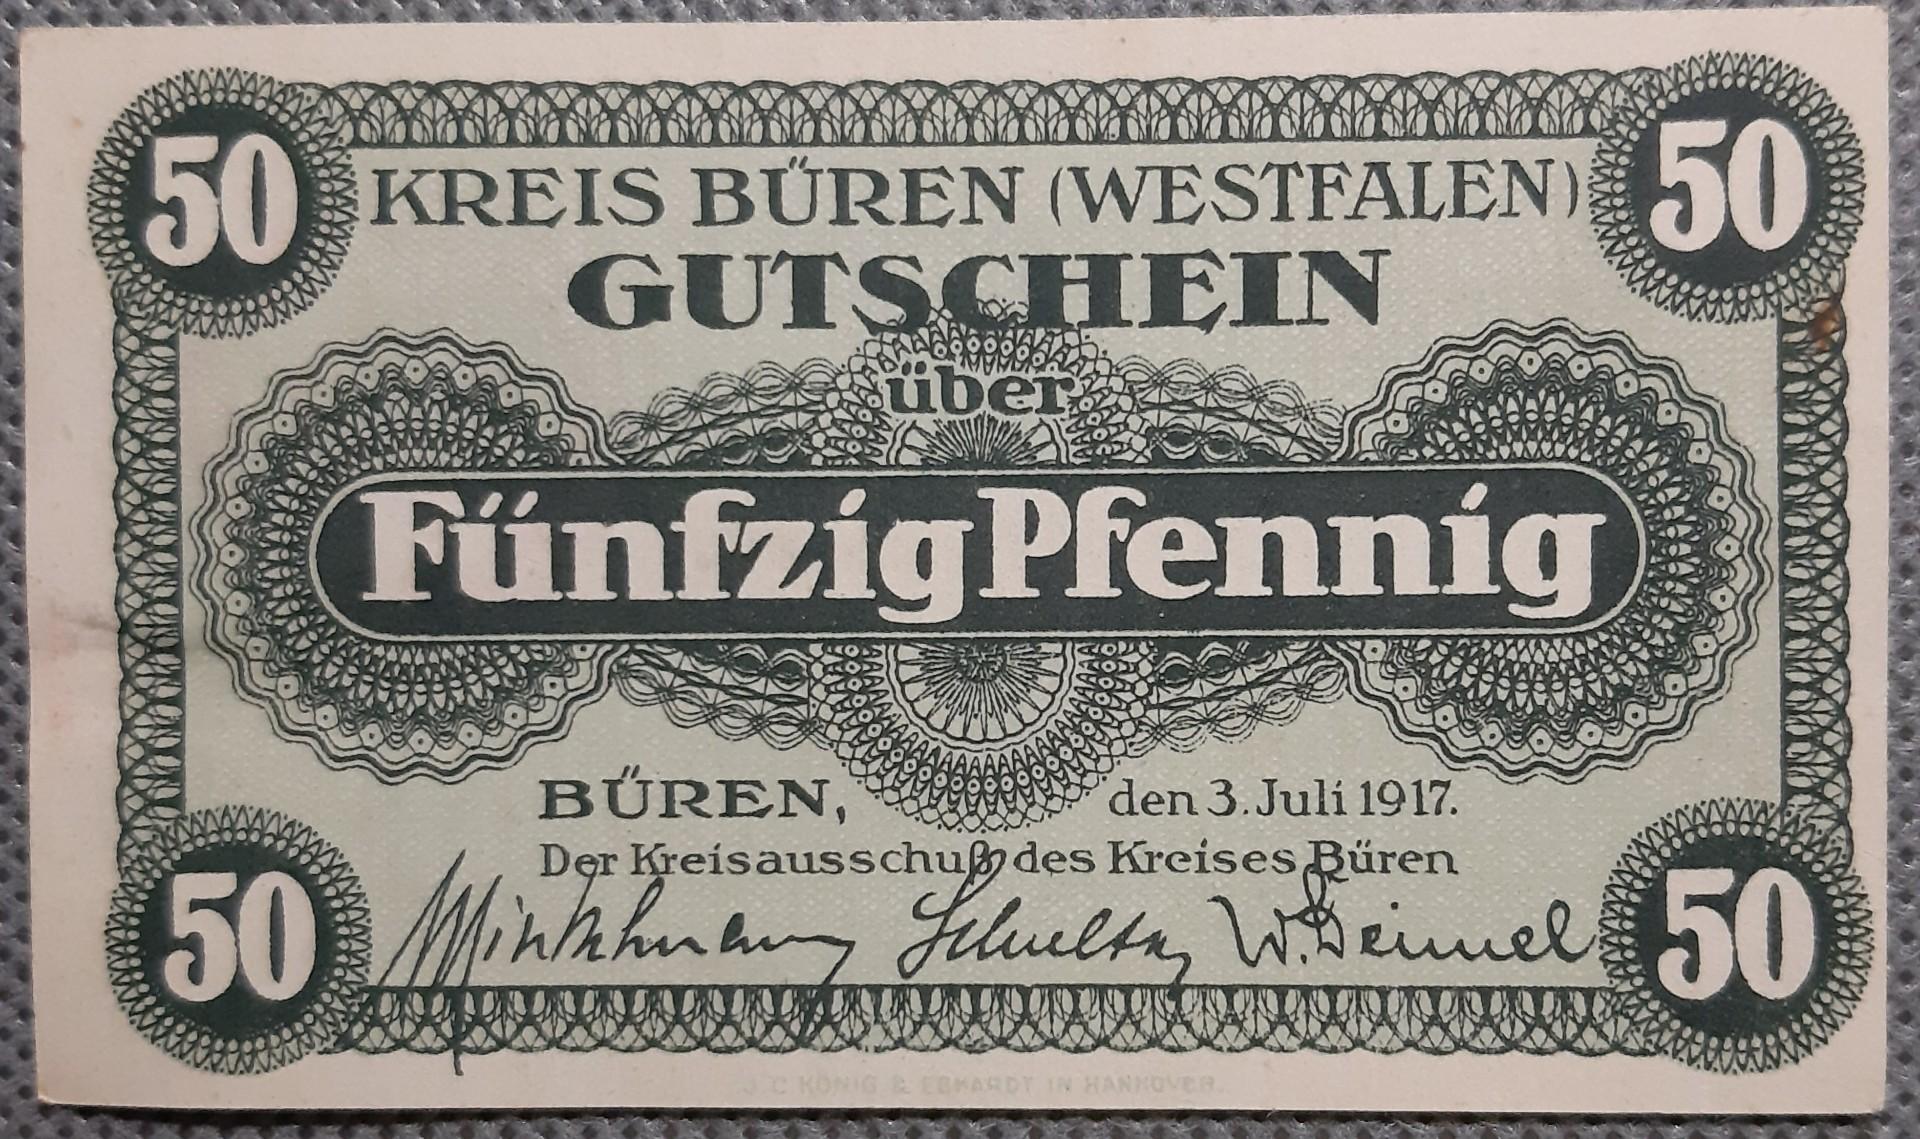 50 50
KREIS BÜREN (WESTFALEN)
GUTSCHEIN
über
Fünfzig Pfennig
BÜREN, den 3. Juli 1917.
Der Kreisausschuß des Kreises Büren
W.
50 50
J. C. KÖNIG & EBHARDT IN HANNOVER.